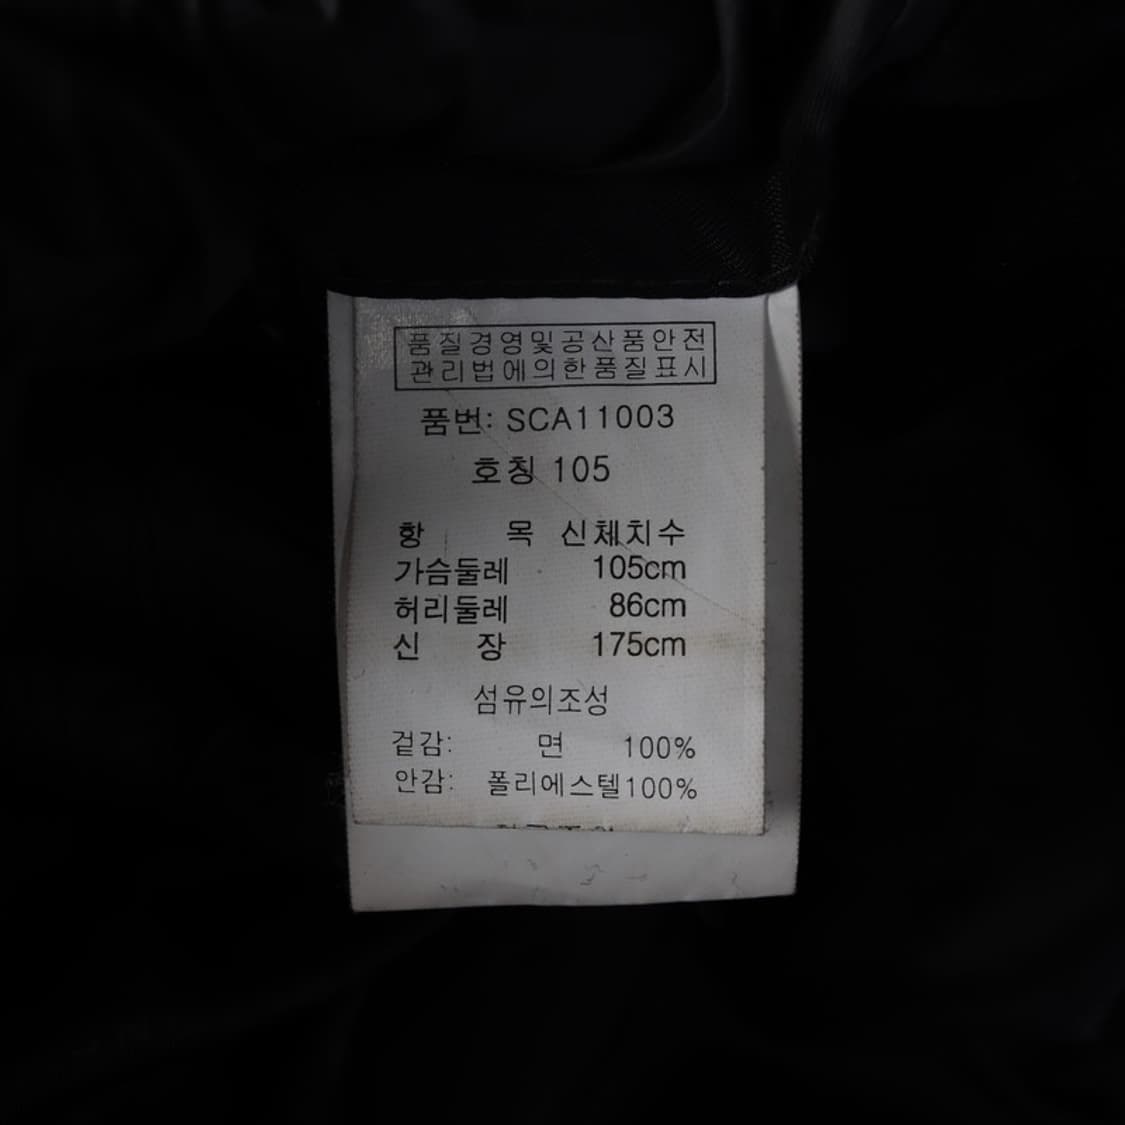 품질경영및공산품안전
관리법에의한품질표시
품번: SCA11003
호칭 105
항 목 신체치수
가슴둘레 105cm
허리둘레 86cm
신 장 175cm
섬유의조성
겉감: 면 100%
안감: 폴리에스텔100%